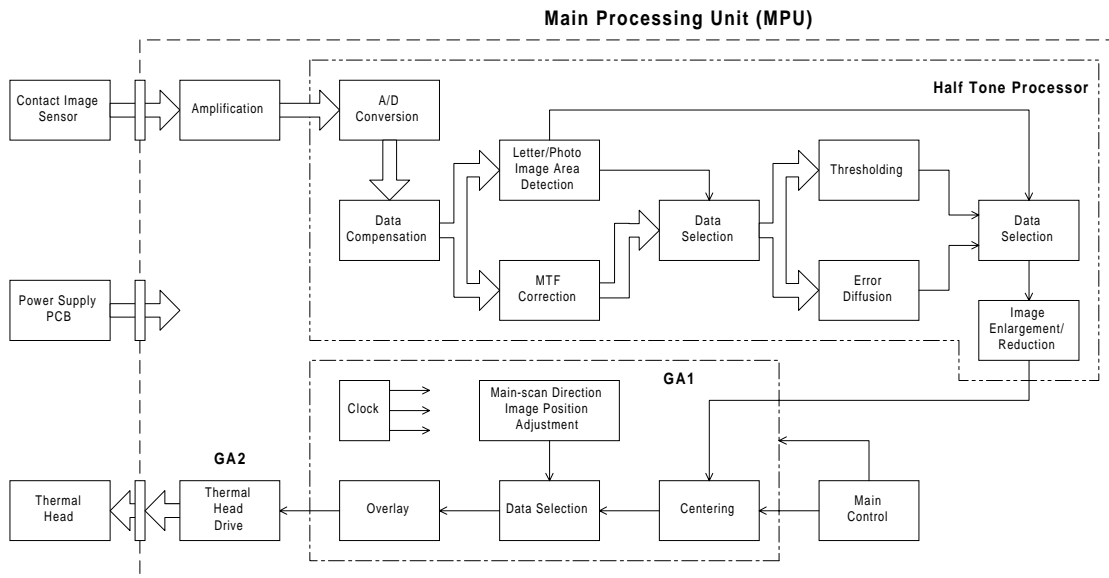 Main Processing Unit (MPU)
Contact Image
Sensor
Amplification
A/D
Conversion
Half Tone Processor
Letter/Photo
Image Area
Detection
Thresholding
Data
Compensation
Data
Selection
Data
Selection
MTF
Correction
Error
Diffusion
Power Supply
PCB
Image
Enlargement/
Reduction
GA1
Clock
Main-scan Direction
Image Position
Adjustment
GA2
Thermal
Head
Thermal
Head
Drive
Overlay
Data Selection
Centering
Main
Control